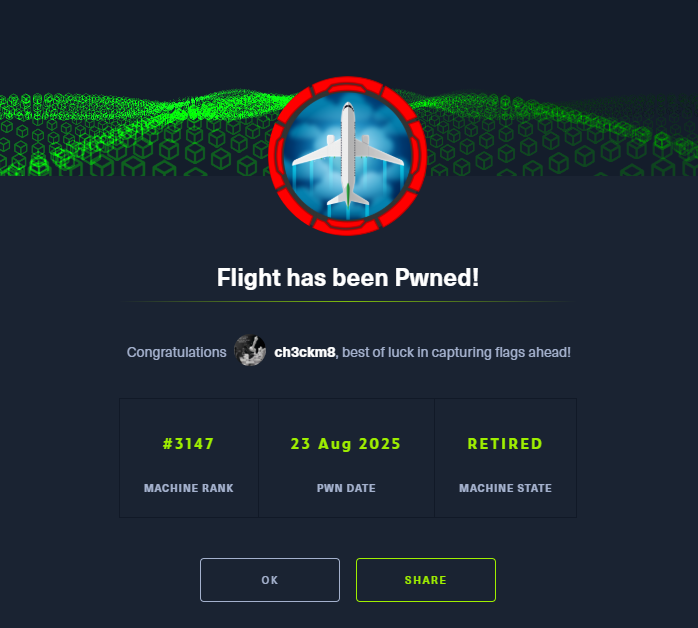 Flight has been Pwned!
Congratulations ch3ckm8, best of luck in capturing flags ahead!
#3147 23 Aug 2025 RETIRED
MACHINE RANK PWN DATE MACHINE STATE
OK SHARE